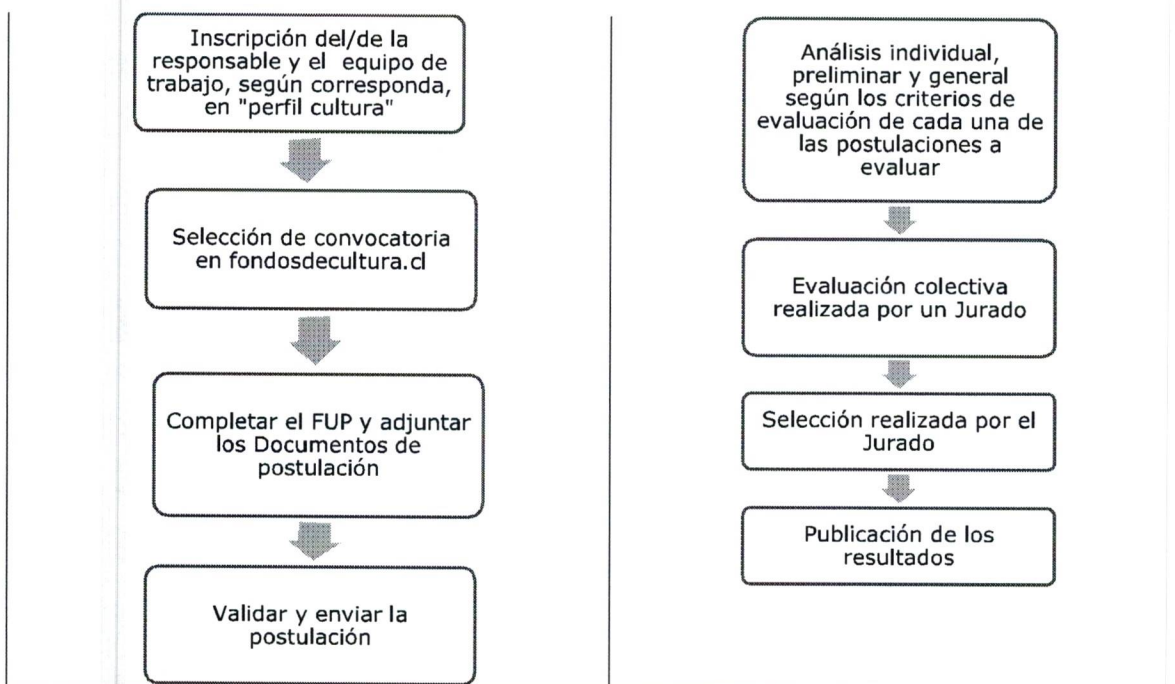 Inscripción del/de la
responsable y el equipo de
trabajo, según corresponda,
en "perfil cultura"
Selección de convocatoria
en fondosdecultura.cl
Completar el FUP y adjuntar
los Documentos de
postulación
Validar y enviar la
postulación
Análisis individual,
preliminar y general
según los criterios de
evaluación de cada una de
las postulaciones a
evaluar
Evaluación colectiva
realizada por un Jurado
Selección realizada por el
Jurado
Publicación de los
resultados